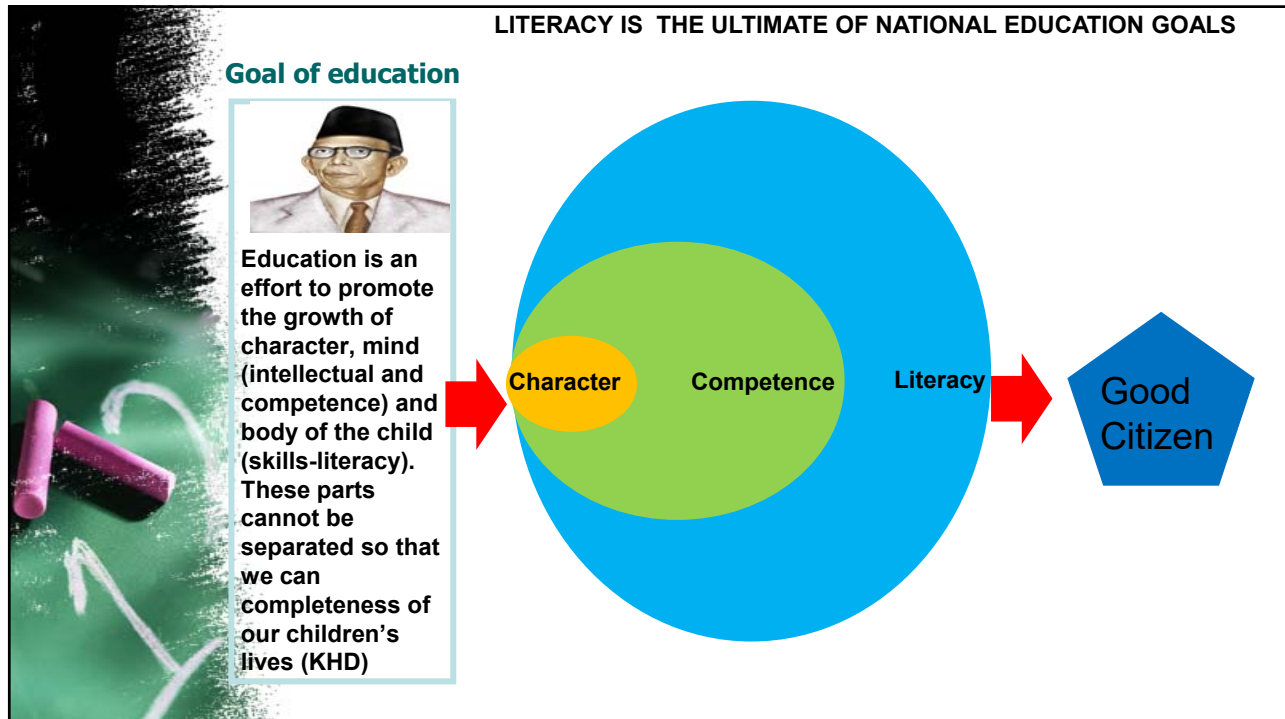 LITERACY IS  THE ULTIMATE OF NATIONAL EDUCATION GOALS
Goal of education
Education is an
effort to promote
the growth of
character, mind
(intellectual and
competence) and
body of the child
(skills-literacy).
These parts
cannot be
separated so that
we can
completeness of
our children’s
lives (KHD)
Character
Competence
Literacy
Good
Citizen